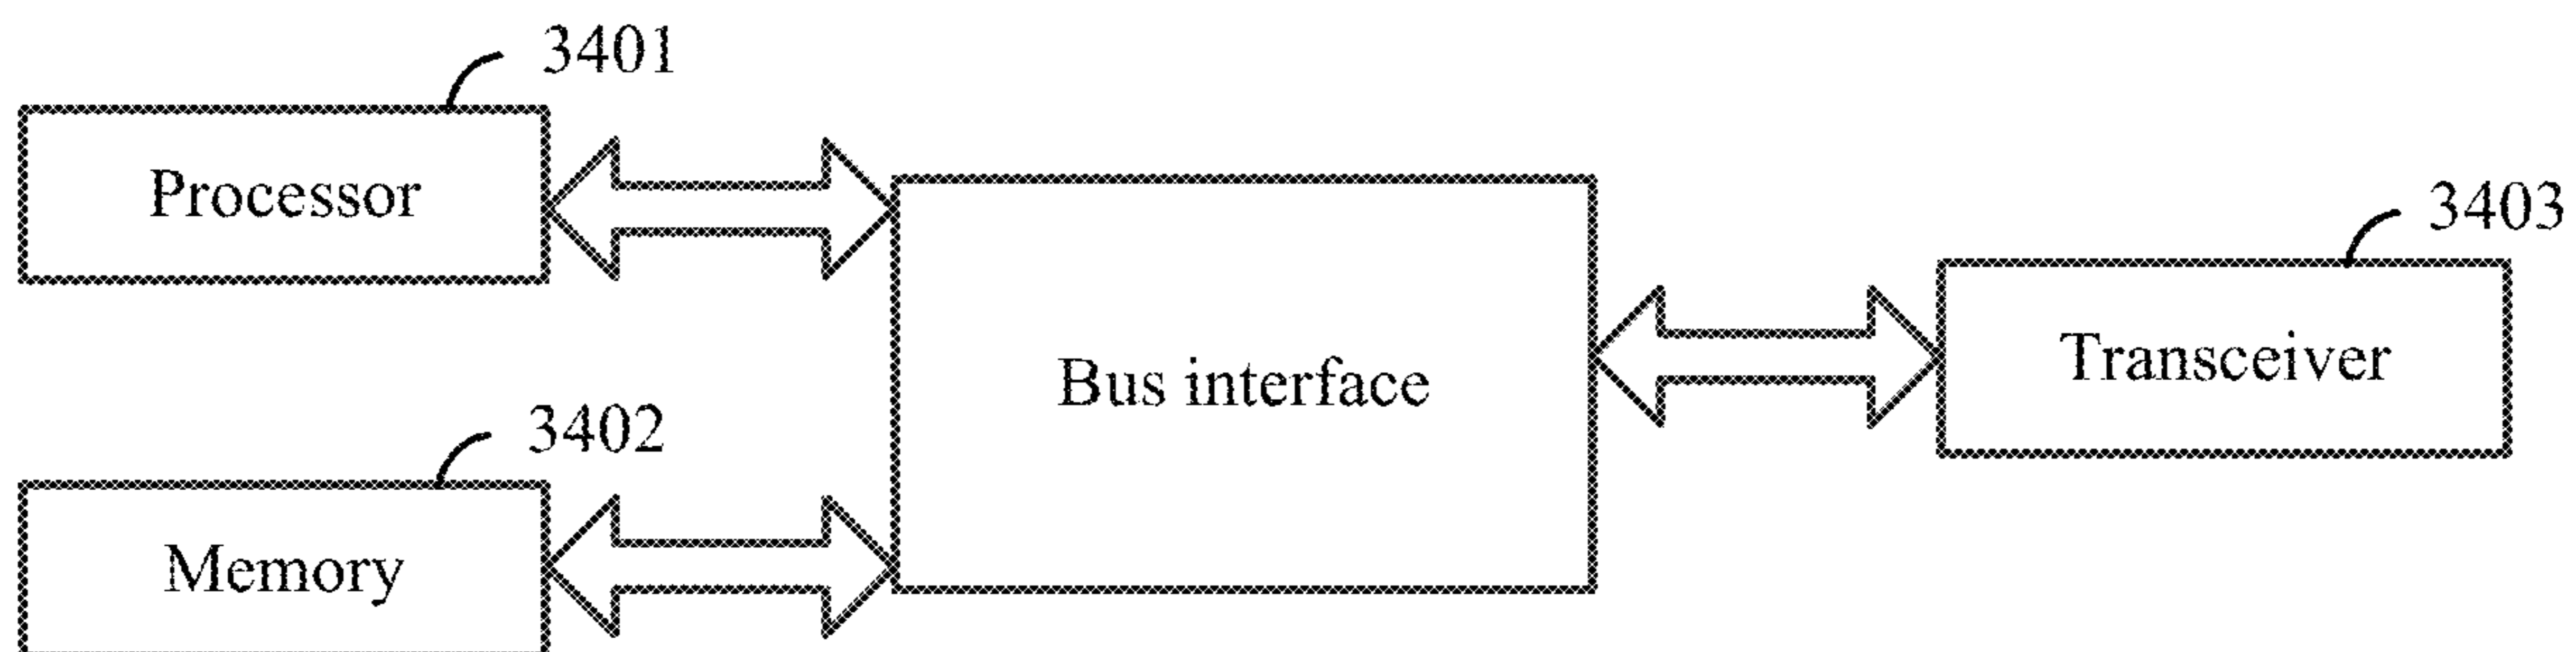 3401
Processor
3403
Transceiver
Bus interface
3402
Memory